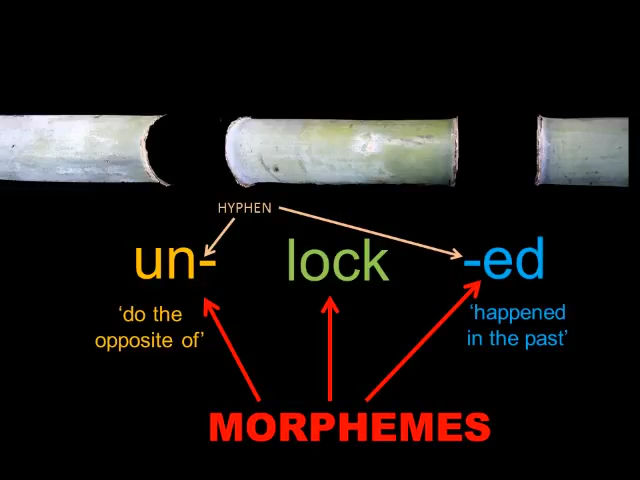 HYPHEN
un- lock -ed
‘do the
opposite of’
‘happened
in the past’
MORPHEMES